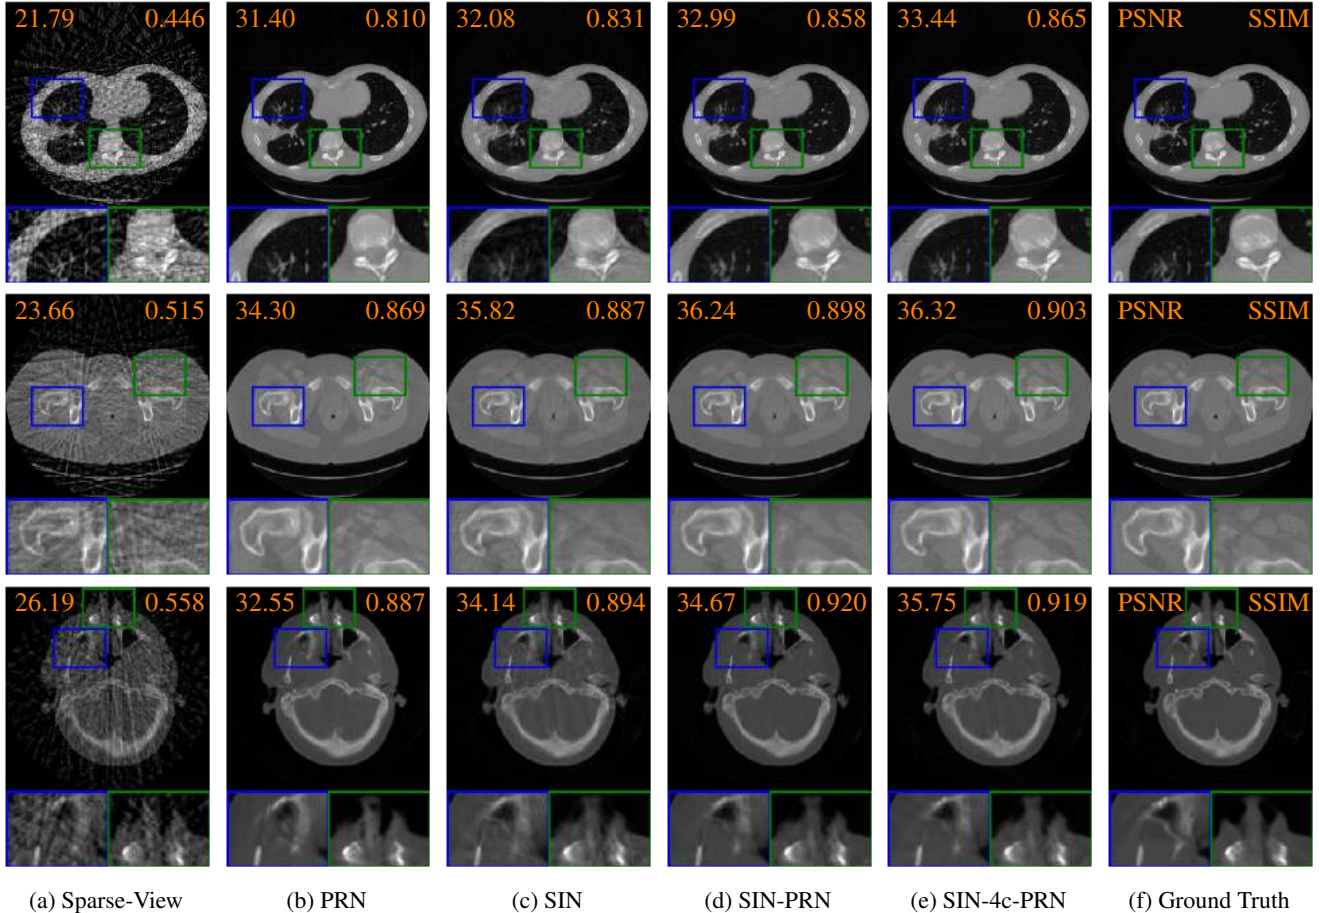 21.79 0.446 31.40 0.810 32.08 0.831 32.99 0.858 33.44 0.865 PSNR SSIM
23.66 0.515 34.30 0.869 35.82 0.887 36.24 0.898 36.32 0.903 PSNR SSIM
26.19 0.558 32.55 0.887 34.14 0.894 34.67 0.920 35.75 0.919 PSNR SSIM
(a) Sparse-View (b) PRN (c) SIN (d) SIN-PRN (e) SIN-4c-PRN (f) Ground Truth